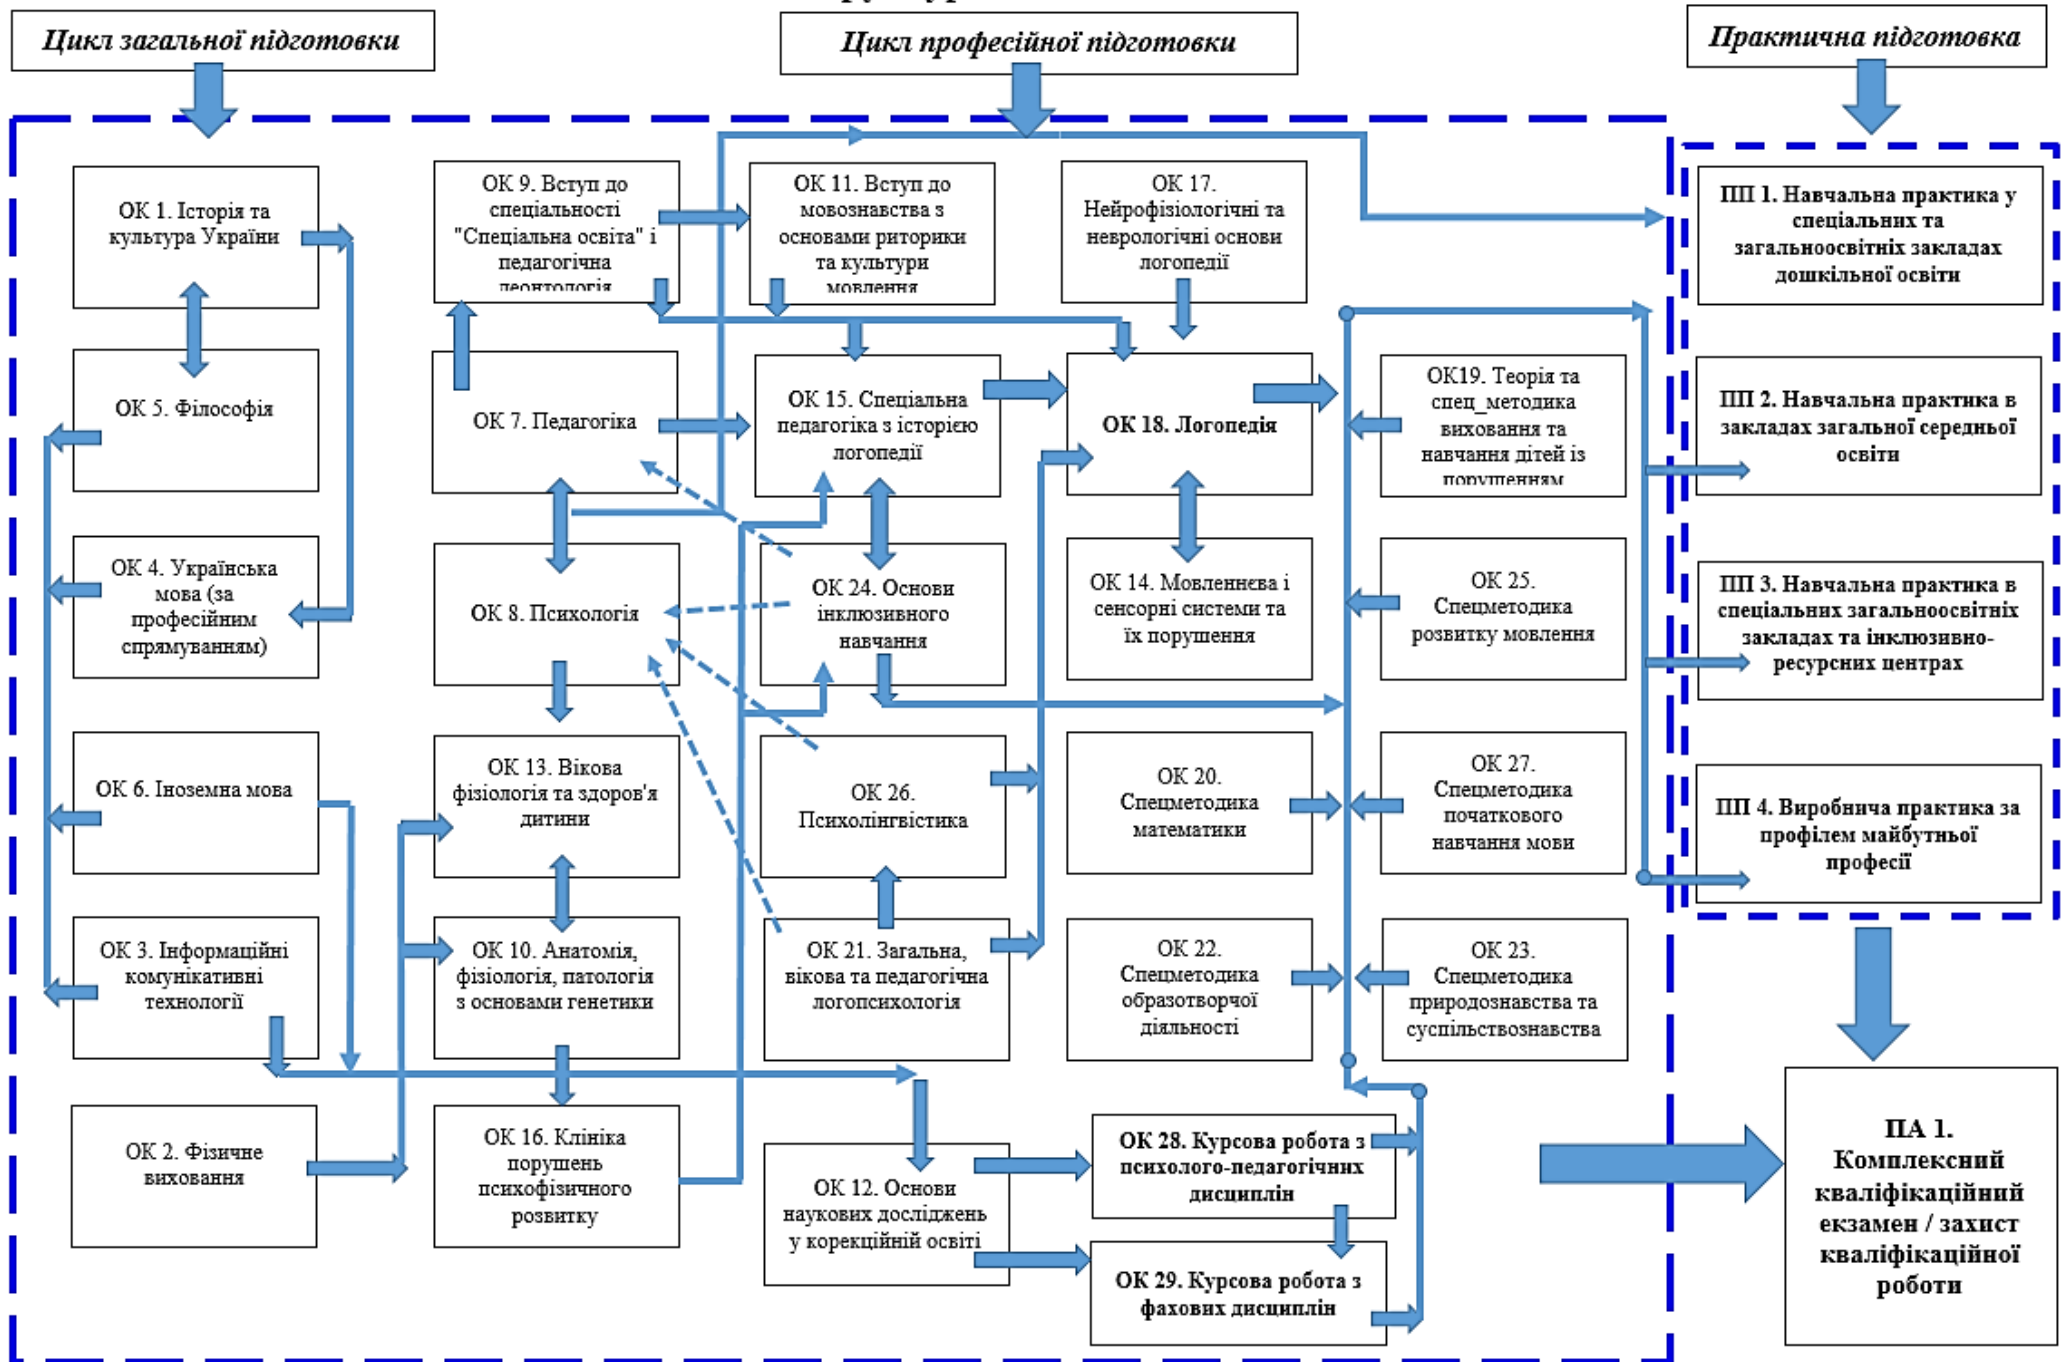 Цикл загальної підготовки
Цикл професійної підготовки
Практична підготовка
ОК 1. Історія та
культура України
ОК 5. Філософія
ОК 4. Українська
мова (за
професійним
спрямуванням)
ОК 6. Іноземна мова
ОК 3. Інформаційні
комунікативні
технології
ОК 2. Фізичне
виховання
ОК 9. Вступ до
спеціальності
"Спеціальна освіта" і
педагогічна
деонтологія
ОК 7. Педагогіка
ОК 8. Психологія
ОК 13. Вікова
фізіологія та здоров'я
дитини
ОК 10. Анатомія,
фізіологія, патологія
з основами генетики
ОК 16. Клініка
порушень
психофізичного
розвитку
ОК 11. Вступ до
мовознавства з
основами риторики
та культури
мовлення
ОК 15. Спеціальна
педагогіка з історією
логопедії
ОК 24. Основи
інклюзивного
навчання
ОК 26.
Психолінгвістика
ОК 21. Загальна,
вікова та педагогічна
логопсихологія
ОК 12. Основи
наукових досліджень
у корекційній освіті
ОК 17.
Нейрофізіологічні та
неврологічні основи
логопедії
ОК 18. Логопедія
ОК 14. Мовленнєва і
сенсорні системи та
їх порушення
ОК 20.
Спецметодика
математики
ОК 22.
Спецметодика
образотворчої
діяльності
ОК 28. Курсова робота з
психолого-педагогічних
дисциплін
ОК 29. Курсова робота з
фахових дисциплін
ОК19. Теорія та
спец_методика
виховання та
навчання дітей із
порушенням
ОК 25.
Спецметодика
розвитку мовлення
ОК 27.
Спецметодика
початкового
навчання мови
ОК 23.
Спецметодика
природознавства та
суспільствознавства
ПП 1. Навчальна практика у
спеціальних та
загальноосвітніх закладах
дошкільної освіти
ПП 2. Навчальна практика в
закладах загальної середньої
освіти
ПП 3. Навчальна практика в
спеціальних загальноосвітніх
закладах та інклюзивно-
ресурсних центрах
ПП 4. Виробнича практика за
профілем майбутньої
професії
ПА 1.
Комплексний
кваліфікаційний
екзамен / захист
кваліфікаційної
роботи